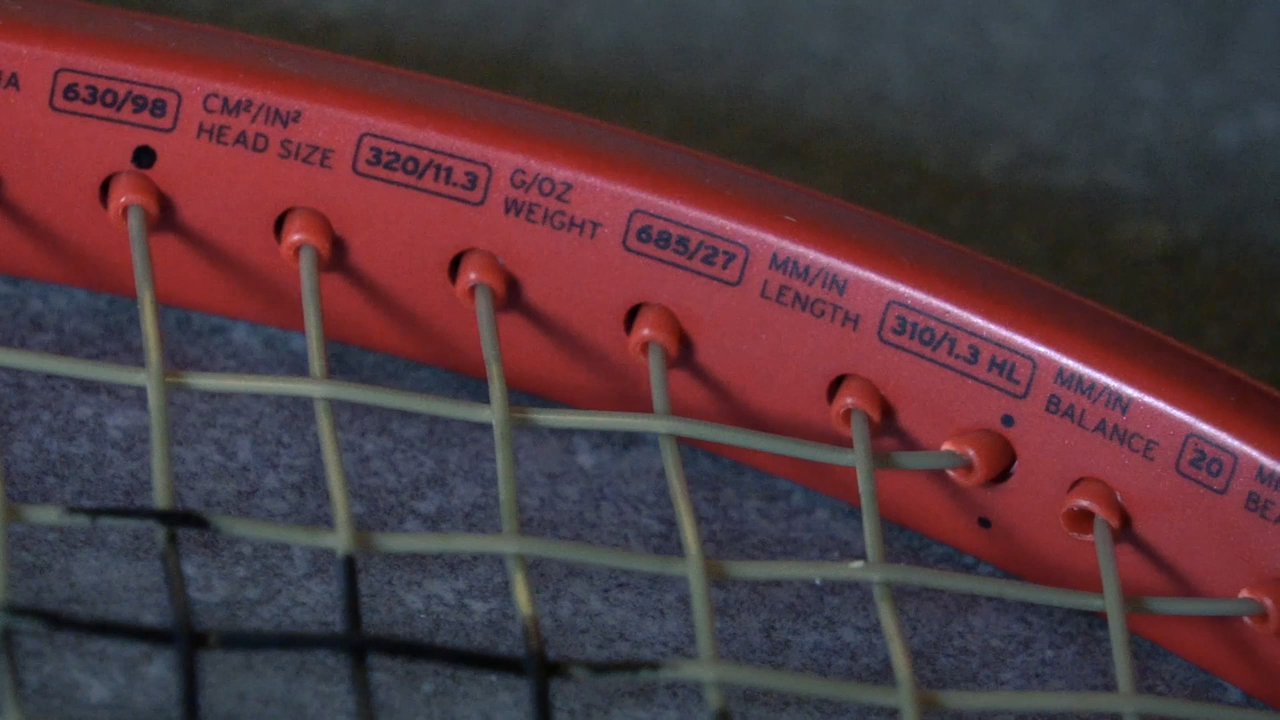 630/98
CM²/IN²
HEAD SIZE
320/11.3
G/OZ
WEIGHT
685/27
MM/IN
LENGTH
310/1.3 HL
MM/IN
BALANCE
20